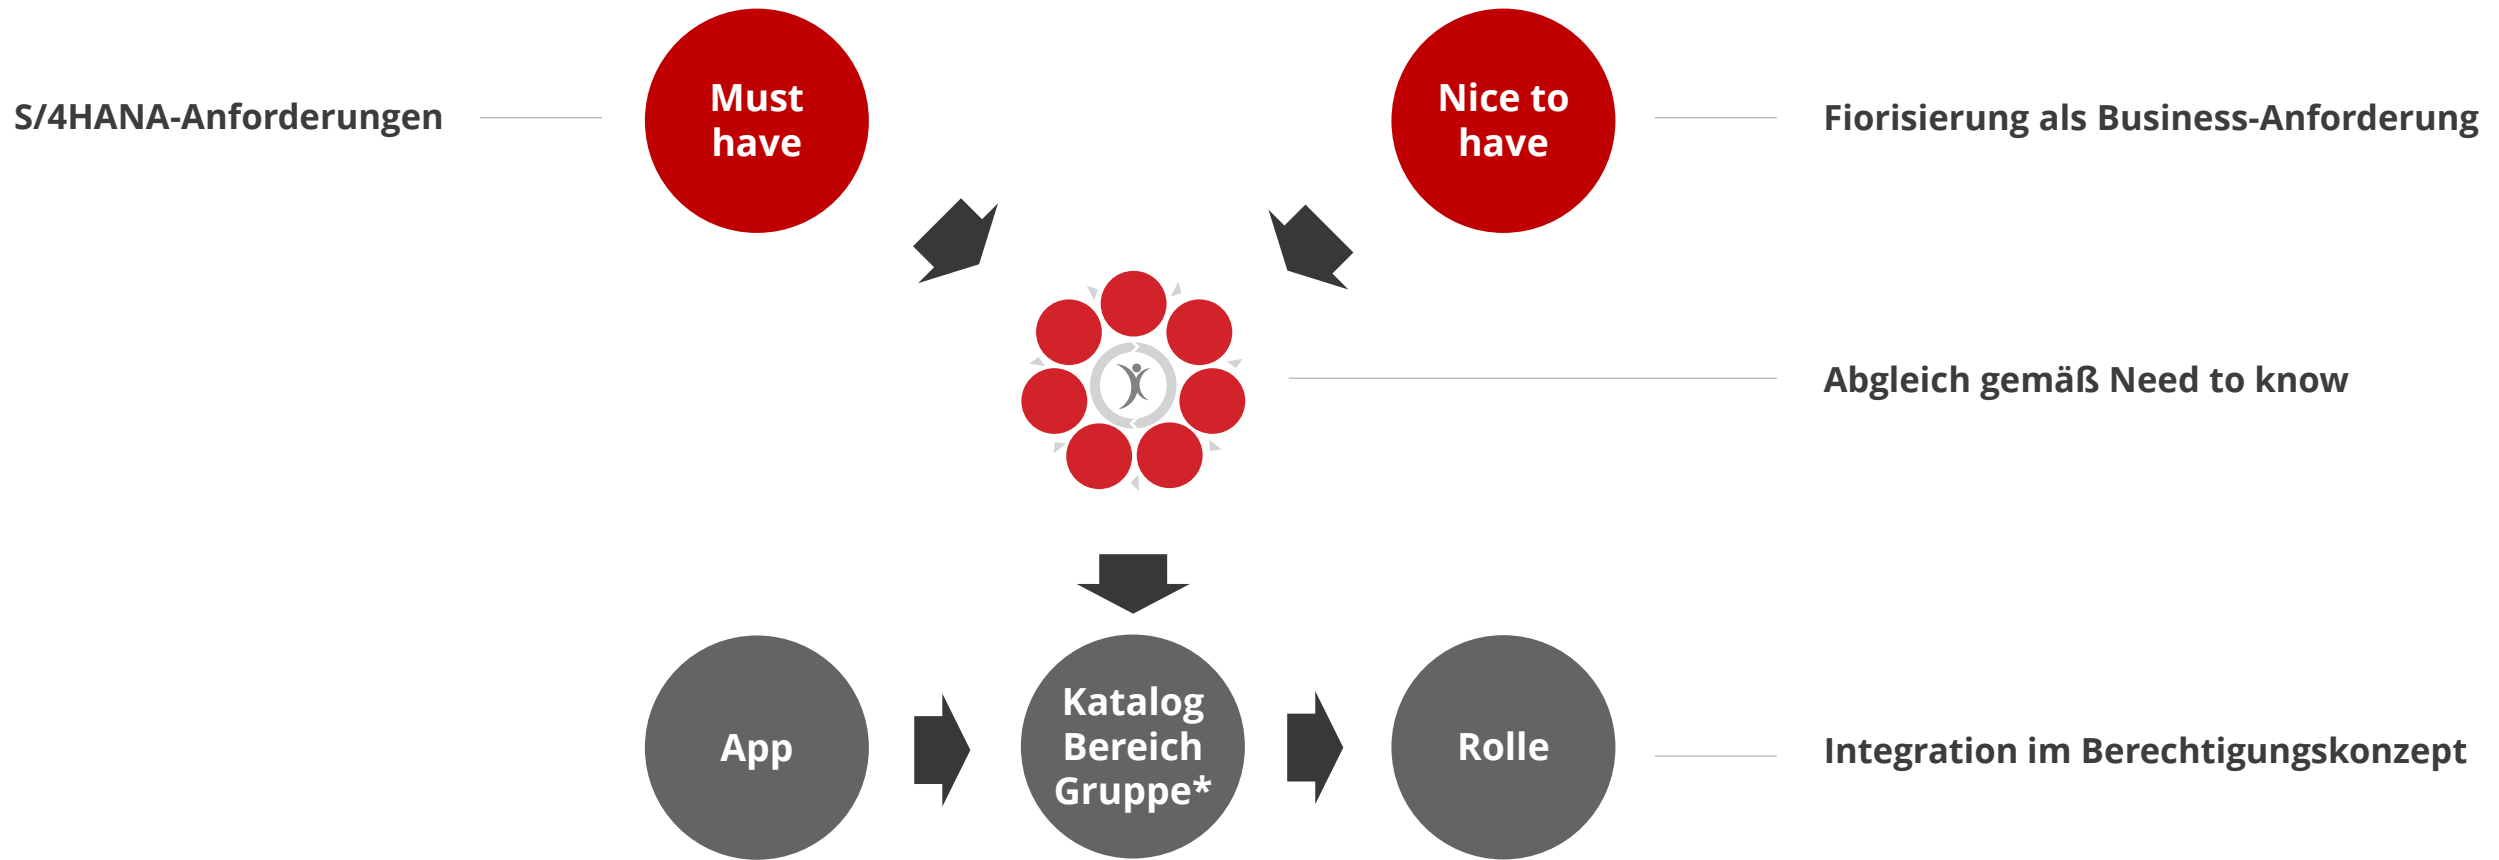 S/4HANA-Anforderungen
Must
have
Nice to
have
Fiorisierung als Business-Anforderung
Abgleich gemäß Need to know
App
Katalog
Bereich
Gruppe*
Rolle
Integration im Berechtigungskonzept